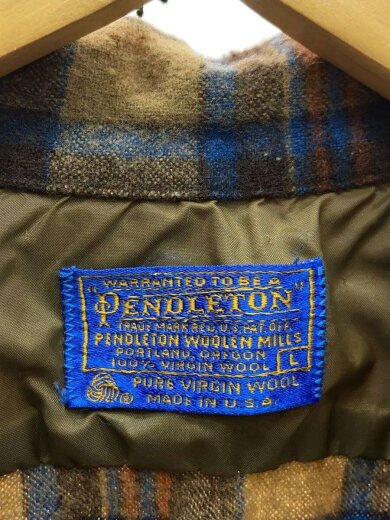 "WARRANTED TO BE A
PENDLETON"
TRADE MARK REG. U.S. PAT. OFF.
PENDLETON WOOLEN MILLS
PORTLAND, OREGON
100% VIRGIN WOOL
L
PURE VIRGIN WOOL
® MADE IN U.S.A.